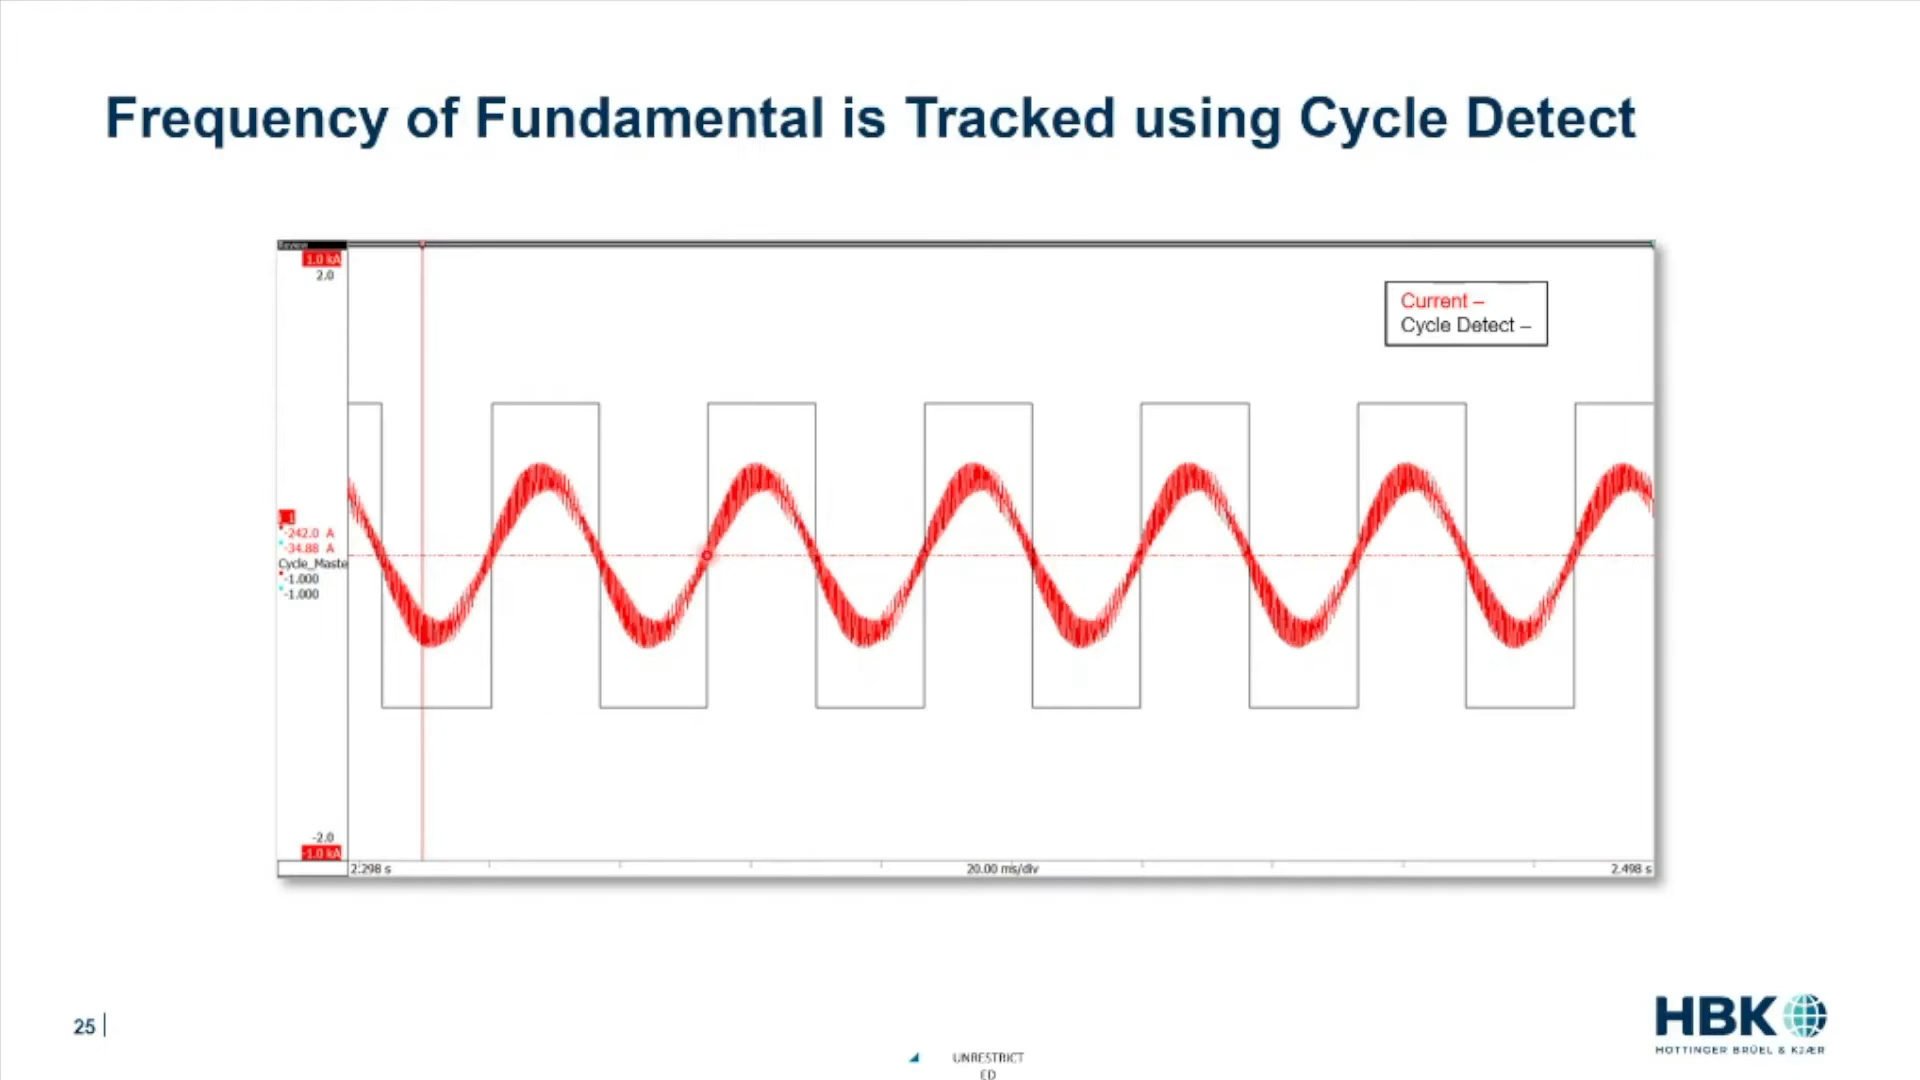 Frequency of Fundamental is Tracked using Cycle Detect
Review
1.0 kA
2.0
Current –
Cycle Detect –
-242.0 A
-34.88 A
Cycle_Maste
-1.000
-1.000
-2.0
-1.0 kA
2.298 s
20.00 ms/div
2.498 s
25
HBK
HOTTINGER BRÜEL & KJÆR
UNRESTRICT
ED